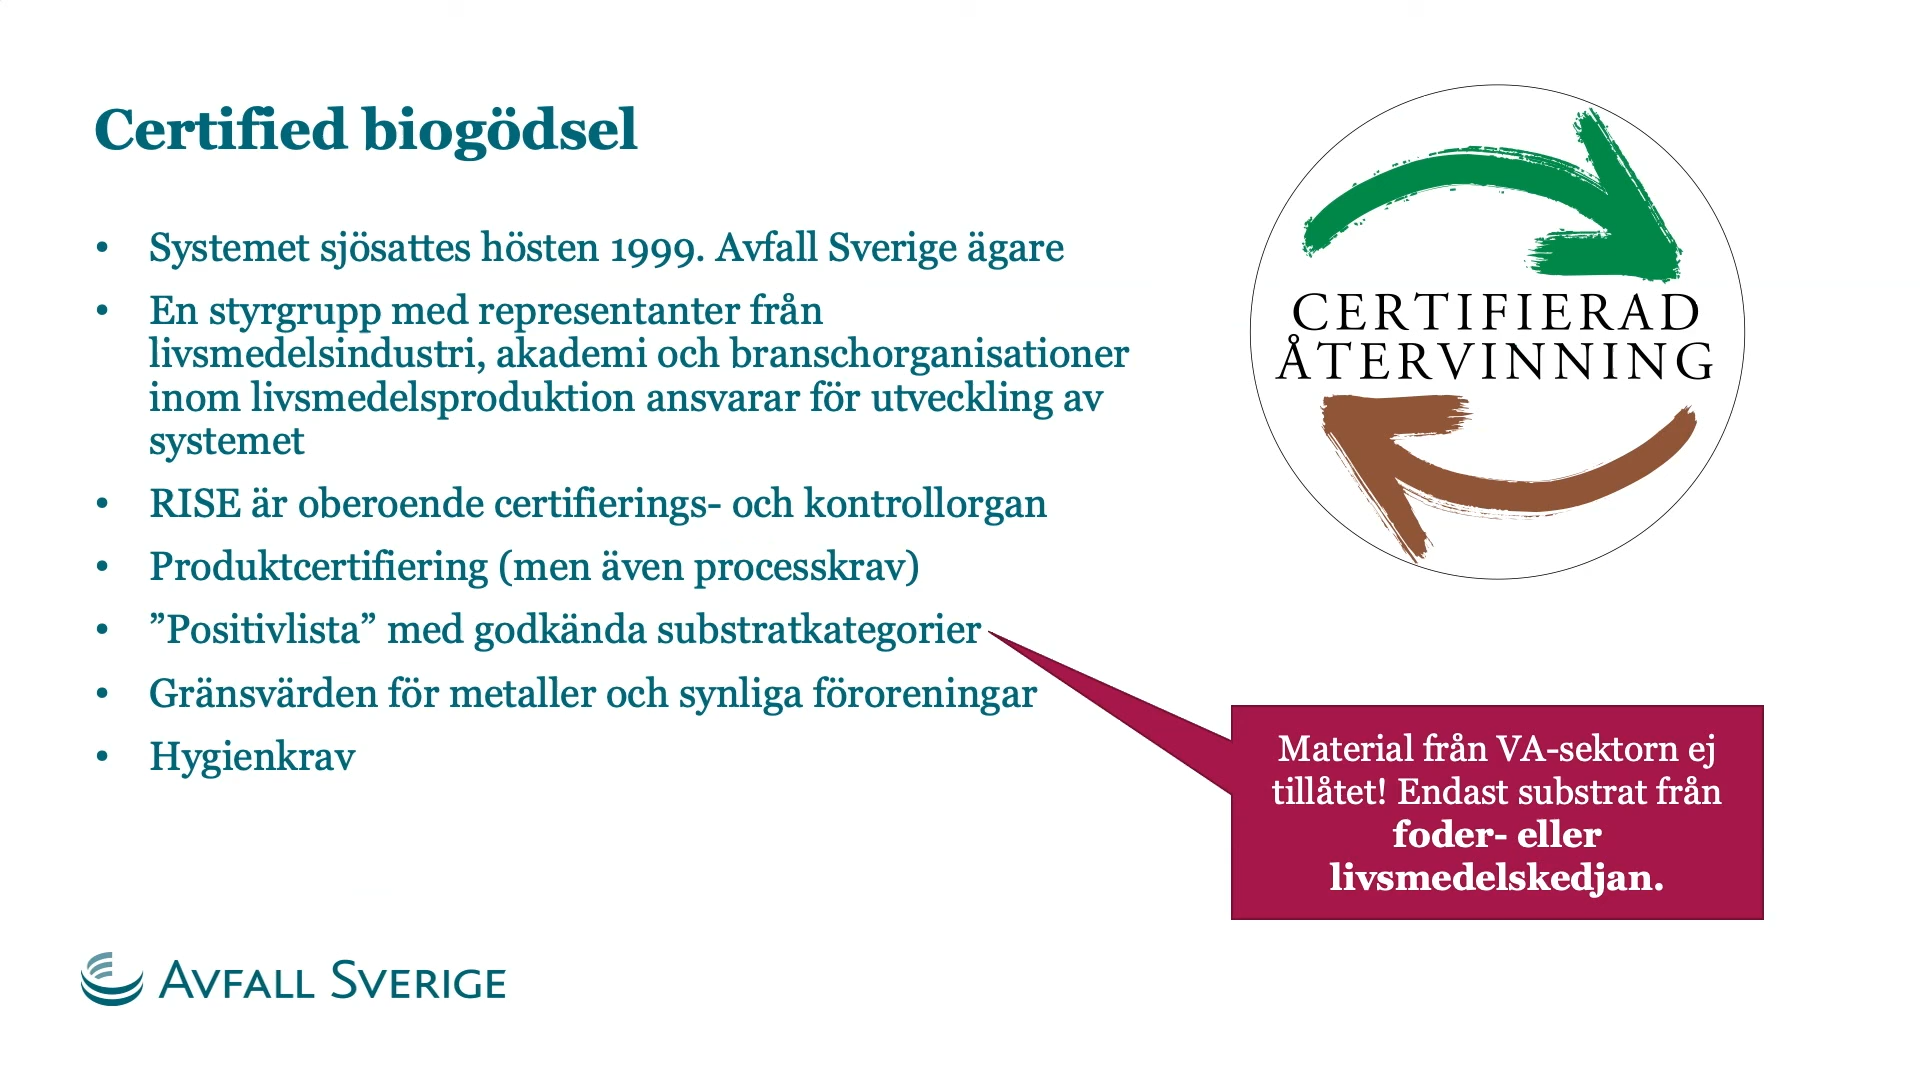 Certified biogödsel
• Systemet sjösattes hösten 1999. Avfall Sverige ägare
• En styrgrupp med representanter från
livsmedelsindustri, akademi och branschorganisationer
inom livsmedelsproduktion ansvarar för utveckling av
systemet
• RISE är oberoende certifierings- och kontrollorgan
• Produktcertifiering (men även processkrav)
• ”Positivlista” med godkända substratkategorier
• Gränsvärden för metaller och synliga föroreningar
• Hygienkrav
CERTIFIERAD
ÅTERVINNING
Material från VA-sektorn ej
tillåtet! Endast substrat från
foder- eller
livsmedelskedjan.
AVFALL SVERIGE